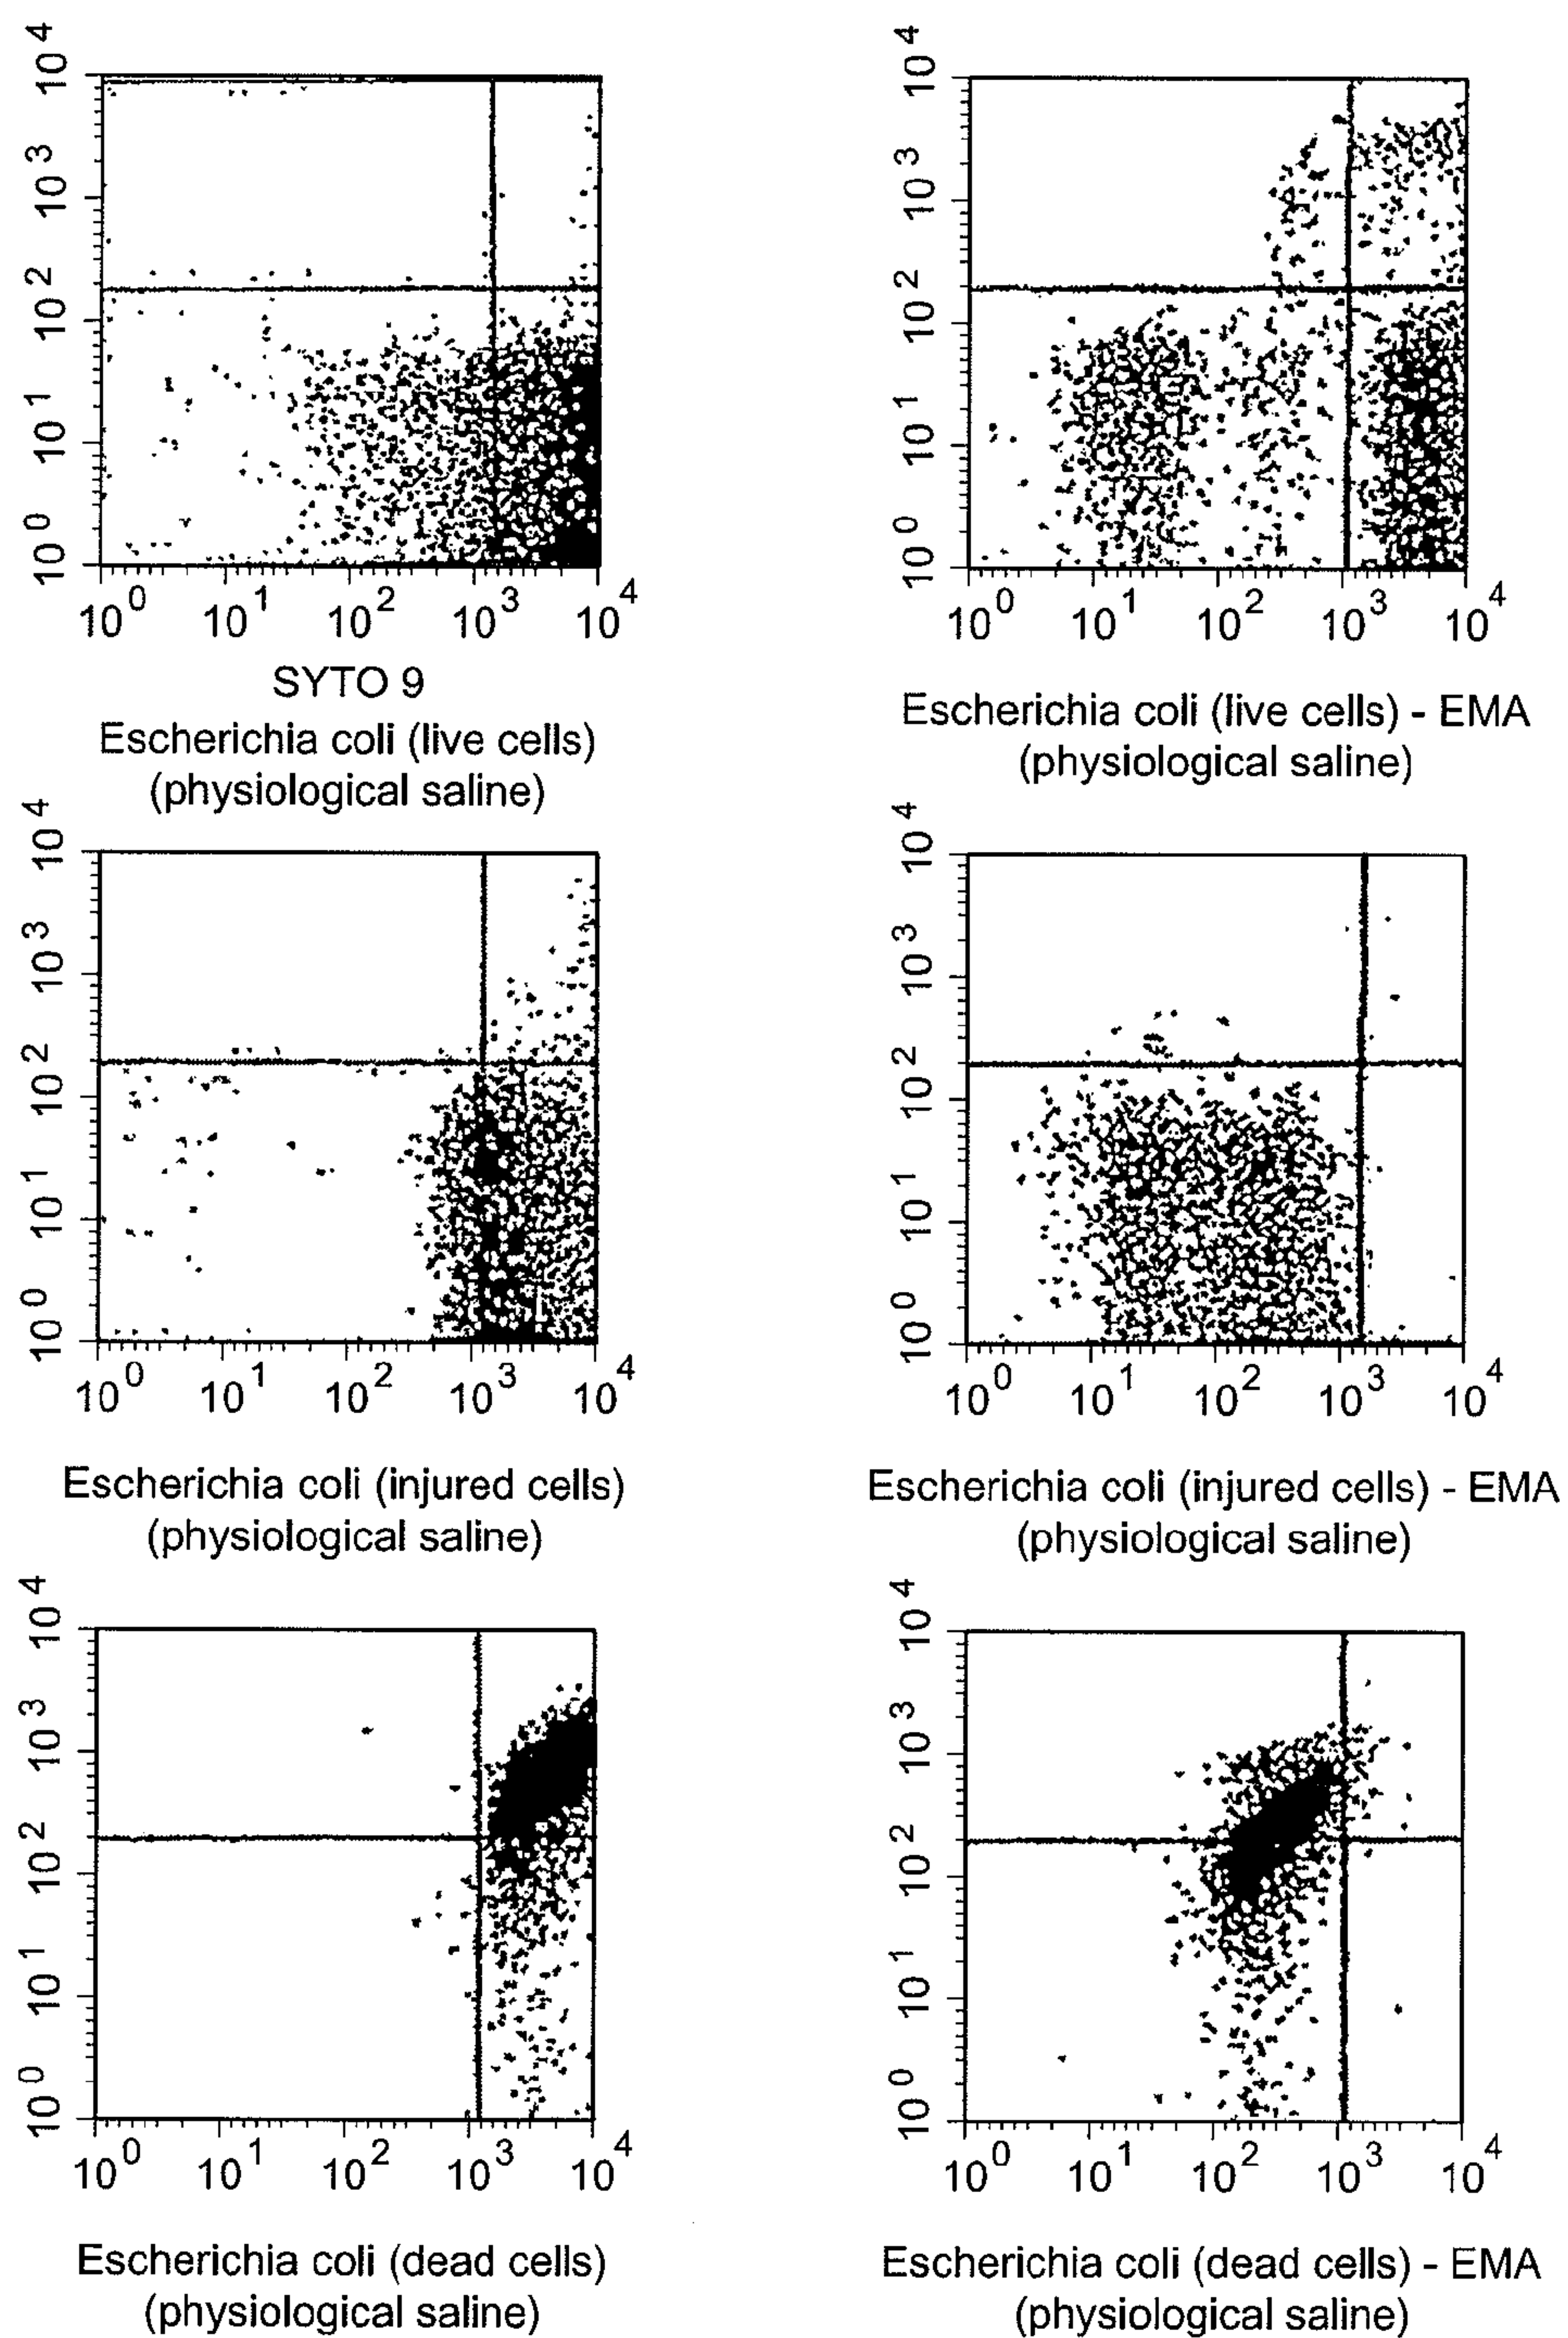 10^4
10^3
10^2
10^1
10^0
10^0 10^1 10^2 10^3 10^4
SYTO 9
Escherichia coli (live cells)
(physiological saline)
10^4
10^3
10^2
10^1
10^0
10^0 10^1 10^2 10^3 10^4
Escherichia coli (live cells) - EMA
(physiological saline)
10^4
10^3
10^2
10^1
10^0
10^0 10^1 10^2 10^3 10^4
Escherichia coli (injured cells)
(physiological saline)
10^4
10^3
10^2
10^1
10^0
10^0 10^1 10^2 10^3 10^4
Escherichia coli (injured cells) - EMA
(physiological saline)
10^4
10^3
10^2
10^1
10^0
10^0 10^1 10^2 10^3 10^4
Escherichia coli (dead cells)
(physiological saline)
10^4
10^3
10^2
10^1
10^0
10^0 10^1 10^2 10^3 10^4
Escherichia coli (dead cells) - EMA
(physiological saline)